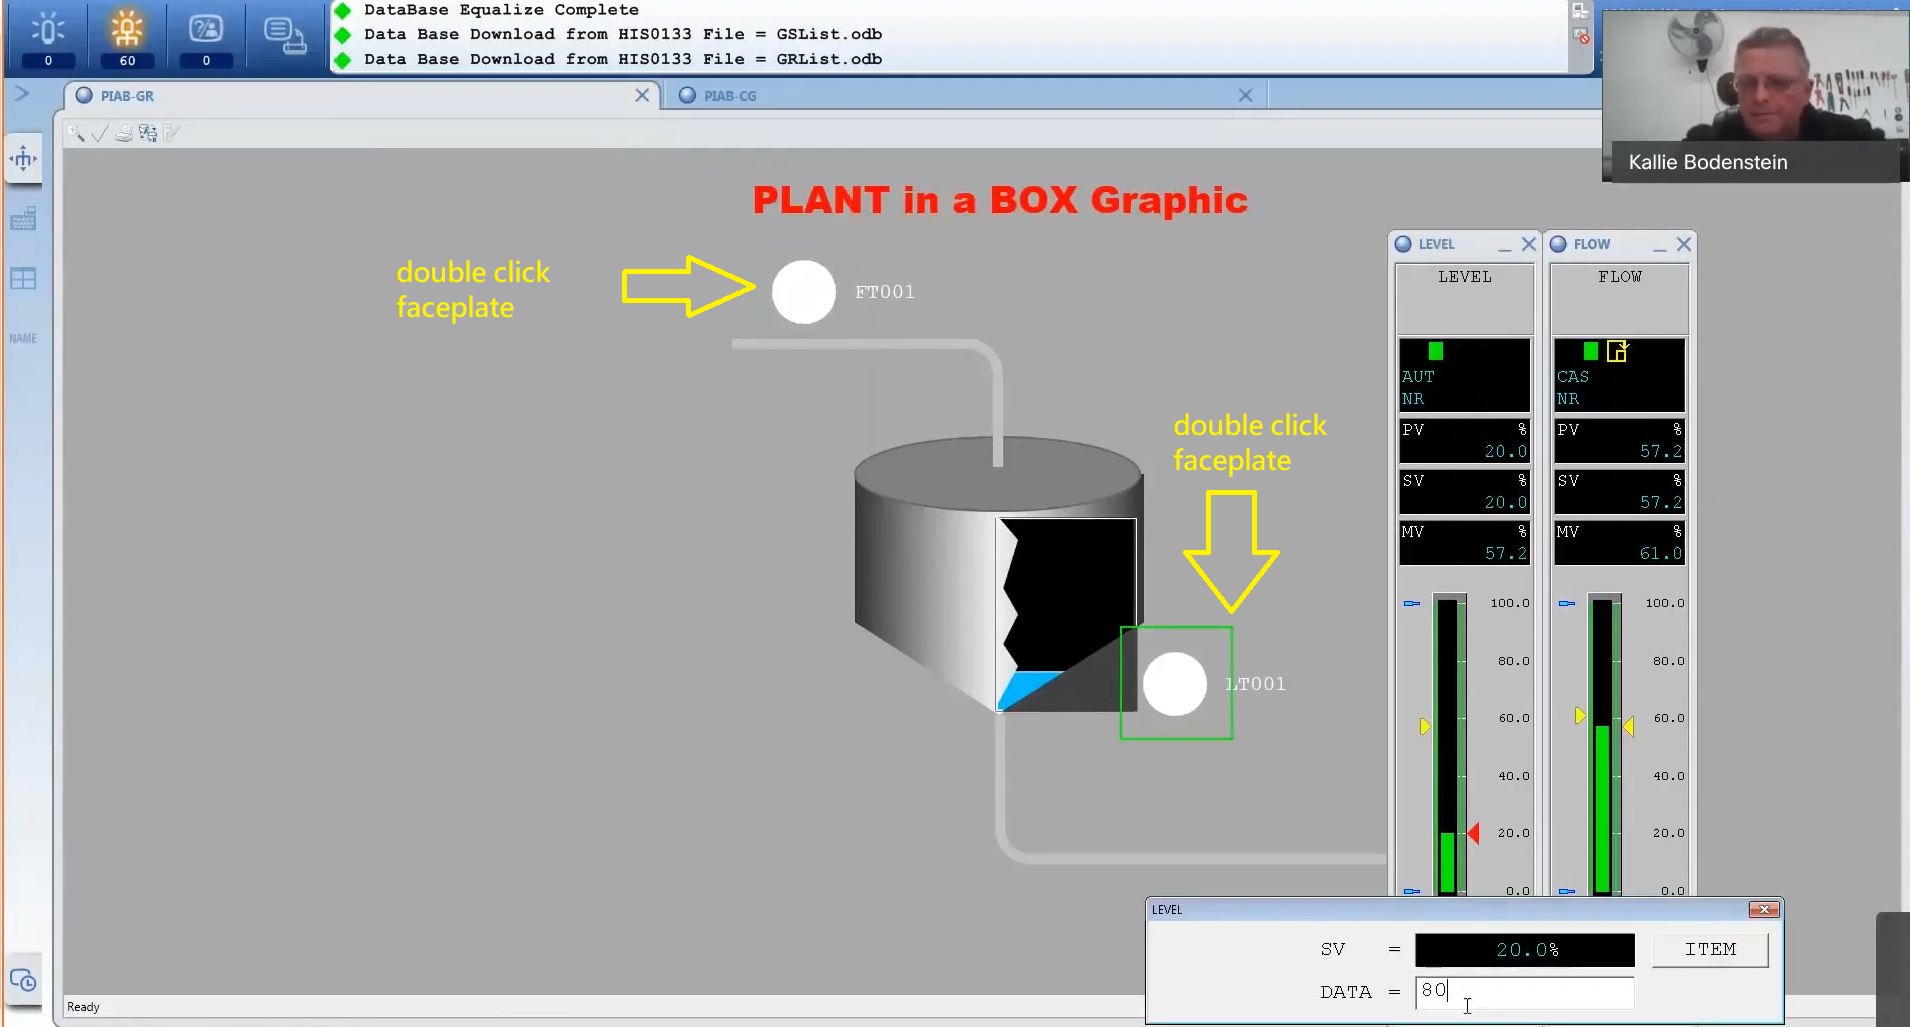 DataBase Equalize Complete
Data Base Download from HIS0133 File = GSList.odb
Data Base Download from HIS0133 File = GRList.odb
0
60
0
PIAB-GR
PIAB-CG
Kallie Bodenstein
NAME
PLANT in a BOX Graphic
double click
faceplate
FT001
double click
faceplate
LT001
LEVEL
LEVEL
AUT
NR
PV %
20.0
SV %
20.0
MV %
57.2
100.0
80.0
60.0
40.0
20.0
0.0
FLOW
FLOW
CAS
NR
PV %
57.2
SV %
57.2
MV %
61.0
100.0
80.0
60.0
40.0
20.0
0.0
LEVEL
SV = 20.0% ITEM
DATA = 80
Ready